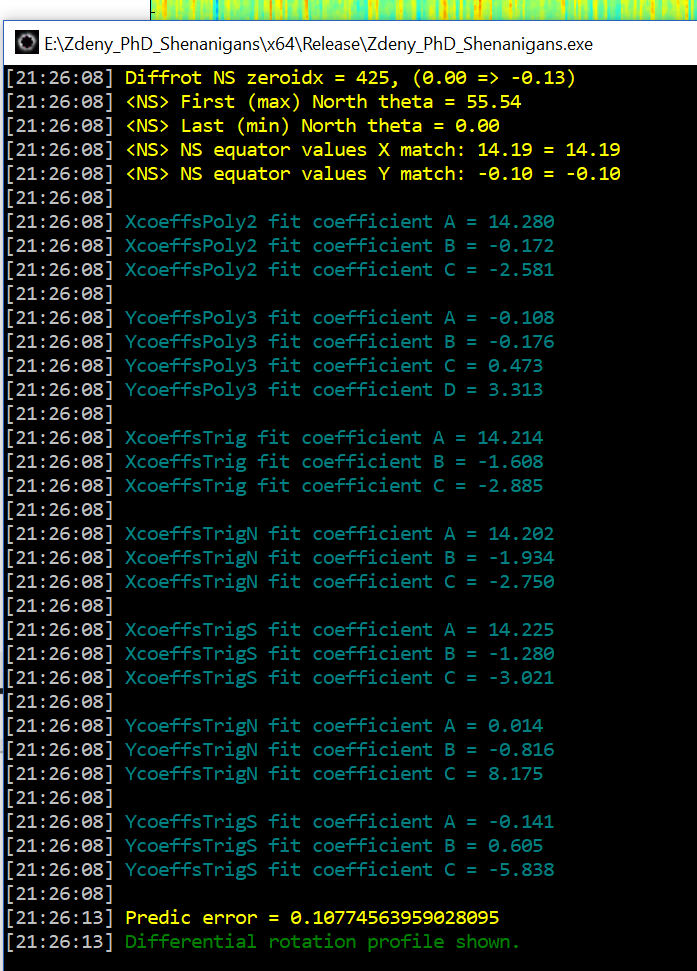 E:\Zdeny_PhD_Shenanigans\x64\Release\Zdeny_PhD_Shenanigans.exe
[21:26:08] Diffrot NS zeroidx = 425, (0.00 => -0.13)
[21:26:08] <NS> First (max) North theta = 55.54
[21:26:08] <NS> Last (min) North theta = 0.00
[21:26:08] <NS> NS equator values X match: 14.19 = 14.19
[21:26:08] <NS> NS equator values Y match: -0.10 = -0.10
[21:26:08]
[21:26:08] XcoeffsPoly2 fit coefficient A = 14.280
[21:26:08] XcoeffsPoly2 fit coefficient B = -0.172
[21:26:08] XcoeffsPoly2 fit coefficient C = -2.581
[21:26:08]
[21:26:08] YcoeffsPoly3 fit coefficient A = -0.108
[21:26:08] YcoeffsPoly3 fit coefficient B = -0.176
[21:26:08] YcoeffsPoly3 fit coefficient C = 0.473
[21:26:08] YcoeffsPoly3 fit coefficient D = 3.313
[21:26:08]
[21:26:08] XcoeffsTrig fit coefficient A = 14.214
[21:26:08] XcoeffsTrig fit coefficient B = -1.608
[21:26:08] XcoeffsTrig fit coefficient C = -2.885
[21:26:08]
[21:26:08] XcoeffsTrigN fit coefficient A = 14.202
[21:26:08] XcoeffsTrigN fit coefficient B = -1.934
[21:26:08] XcoeffsTrigN fit coefficient C = -2.750
[21:26:08]
[21:26:08] XcoeffsTrigS fit coefficient A = 14.225
[21:26:08] XcoeffsTrigS fit coefficient B = -1.280
[21:26:08] XcoeffsTrigS fit coefficient C = -3.021
[21:26:08]
[21:26:08] YcoeffsTrigN fit coefficient A = 0.014
[21:26:08] YcoeffsTrigN fit coefficient B = -0.816
[21:26:08] YcoeffsTrigN fit coefficient C = 8.175
[21:26:08]
[21:26:08] YcoeffsTrigS fit coefficient A = -0.141
[21:26:08] YcoeffsTrigS fit coefficient B = 0.605
[21:26:08] YcoeffsTrigS fit coefficient C = -5.838
[21:26:08]
[21:26:13] Predic error = 0.10774563959028095
[21:26:13] Differential rotation profile shown.